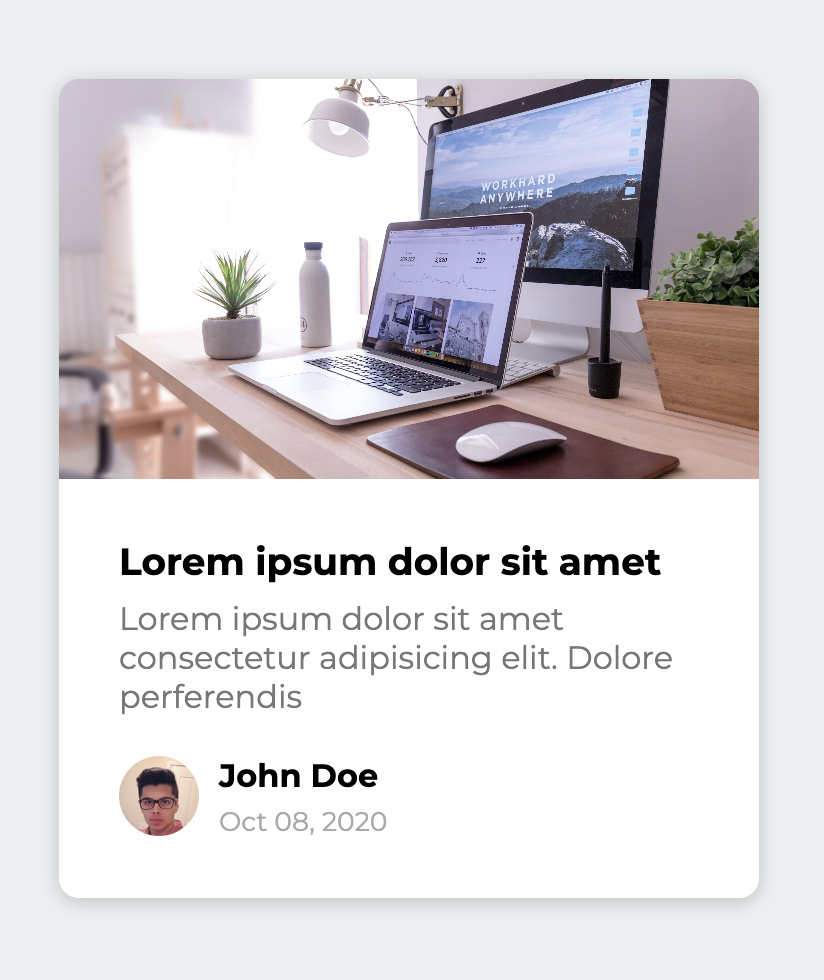 WORKHARD
ANYWHERE
Lorem ipsum dolor sit amet
Lorem ipsum dolor sit amet
consectetur adipisicing elit. Dolore
perferendis
John Doe
Oct 08, 2020